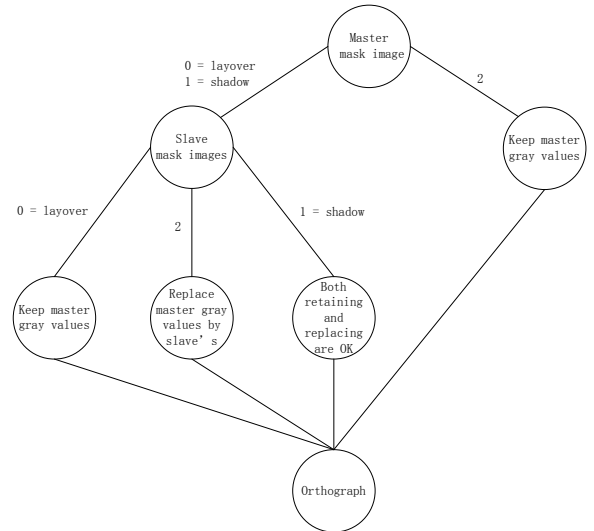 Master
mask image
0 = layover
1 = shadow
2
Slave
mask images
Keep master
gray values
0 = layover
2
1 = shadow
Keep master
gray values
Replace
master gray
values by
slave's
Both
retaining
and
replacing
are OK
Orthograph